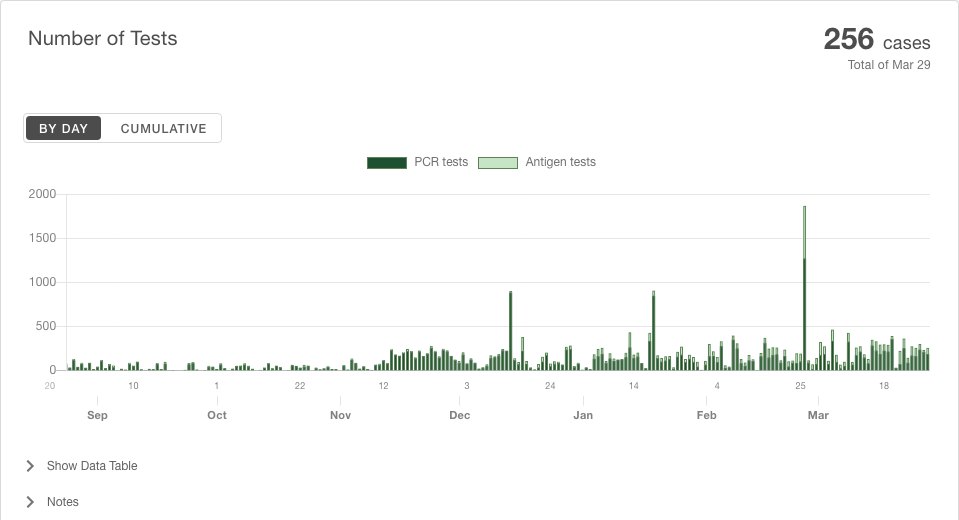 Number of Tests
256 cases
Total of Mar 29
BY DAY CUMULATIVE
PCR tests Antigen tests
2000
1500
1000
500
0
20 10 1 22 12 3 24 14 4 25 18
Sep Oct Nov Dec Jan Feb Mar
Show Data Table
Notes